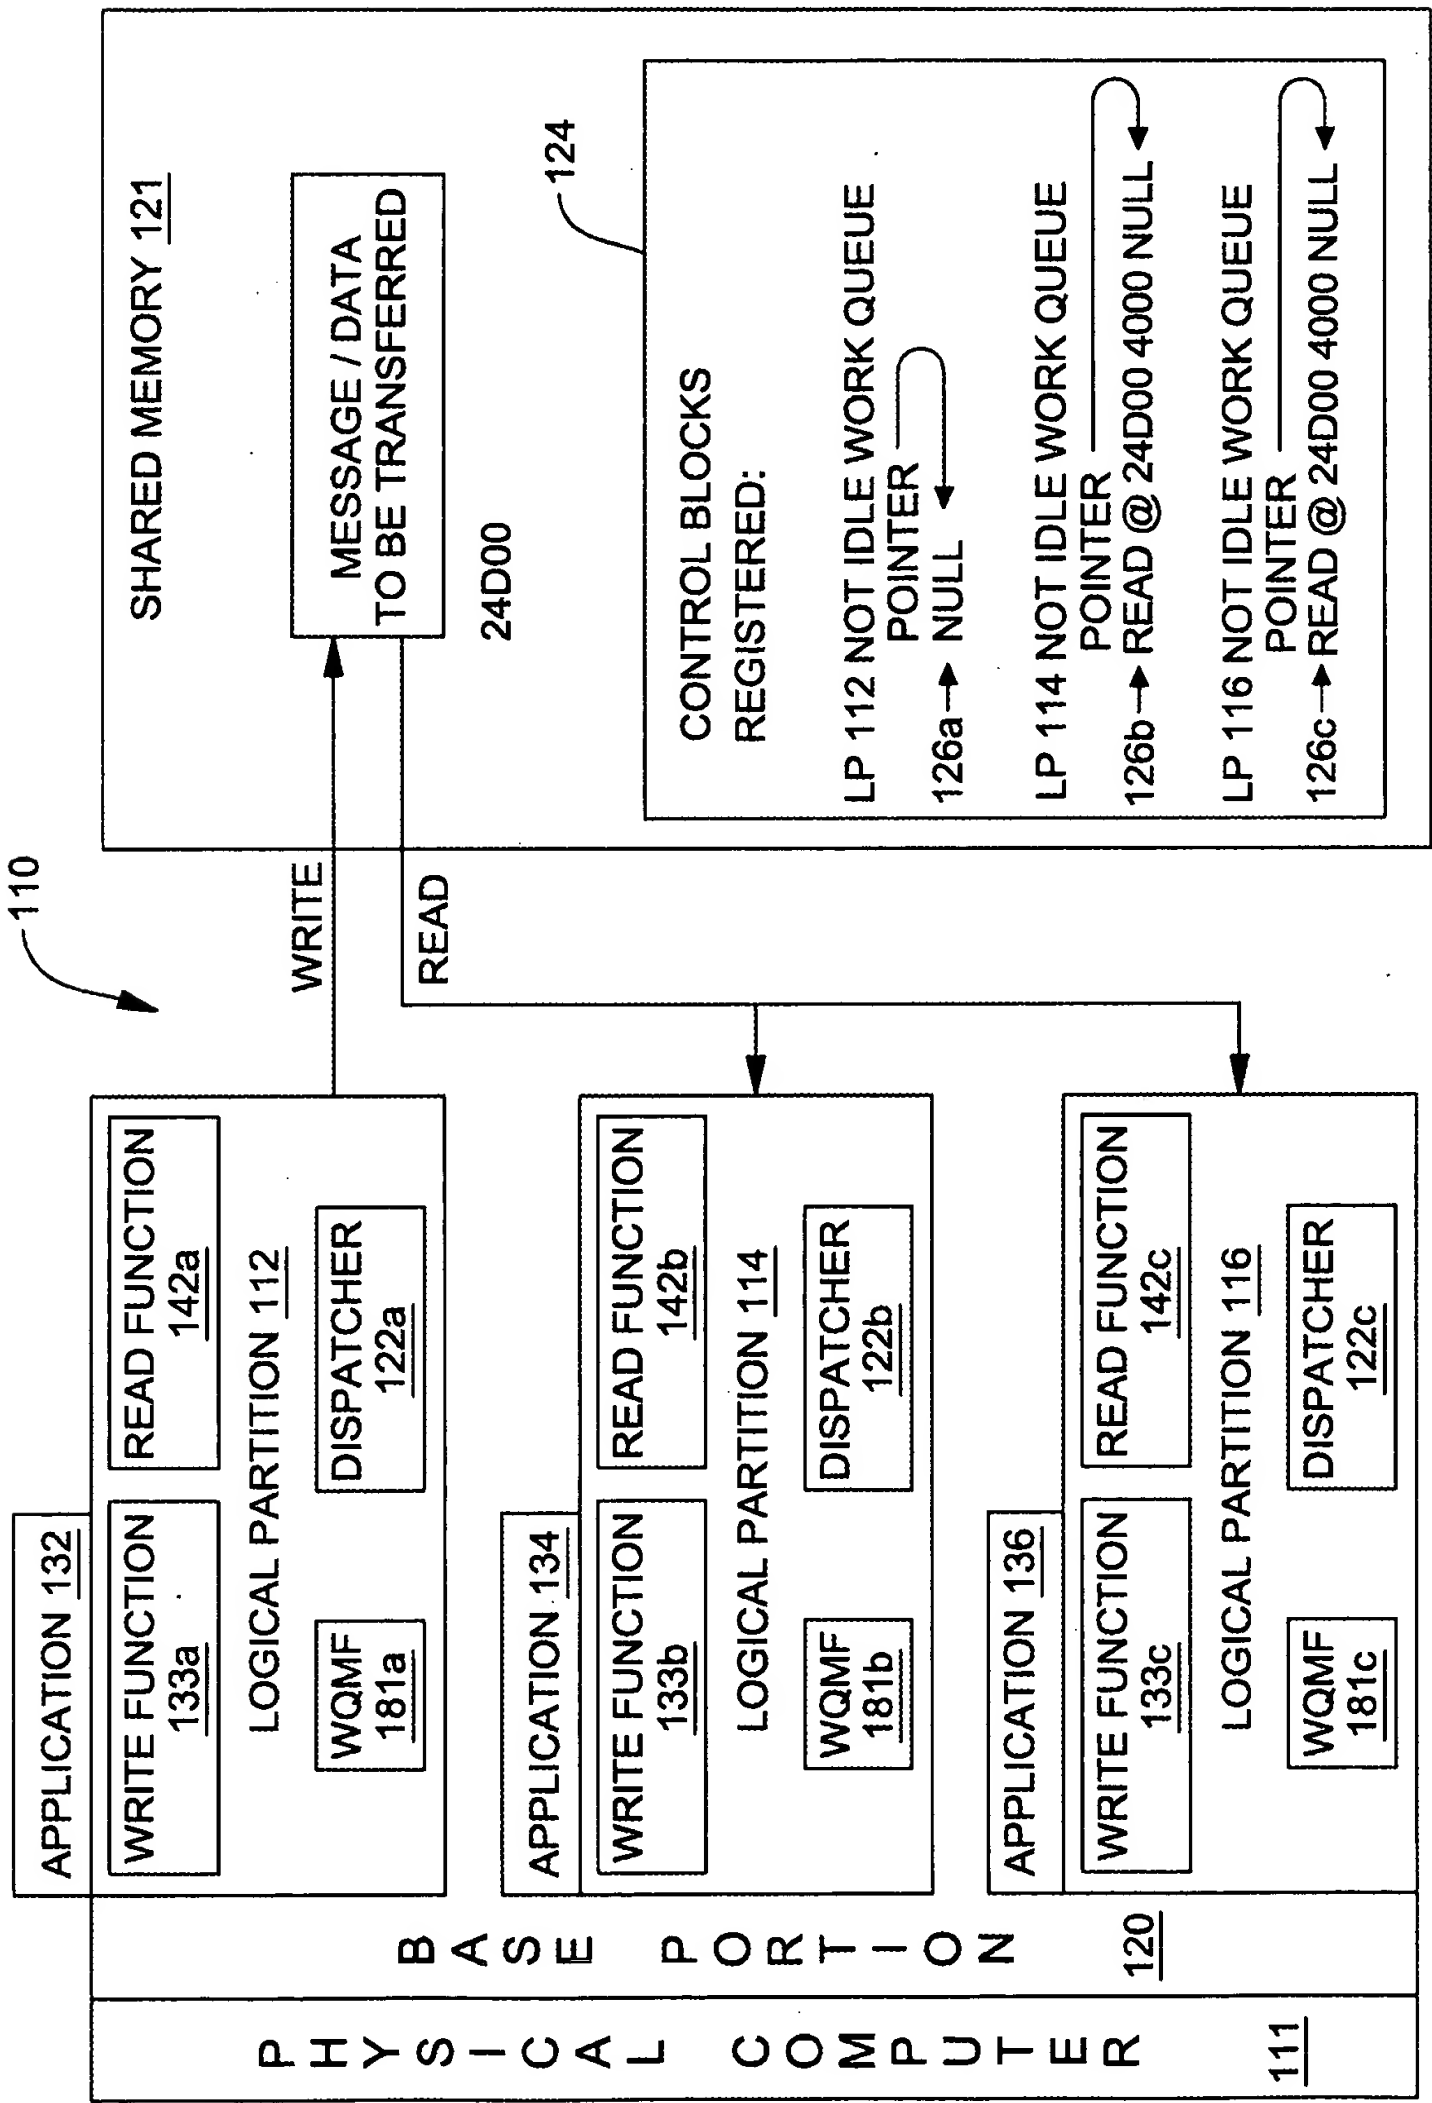 110
APPLICATION 132
WRITE FUNCTION
133a
READ FUNCTION
142a
LOGICAL PARTITION 112
WQMF
181a
DISPATCHER
122a
APPLICATION 134
WRITE FUNCTION
133b
READ FUNCTION
142b
LOGICAL PARTITION 114
WQMF
181b
DISPATCHER
122b
APPLICATION 136
WRITE FUNCTION
133c
READ FUNCTION
142c
LOGICAL PARTITION 116
WQMF
181c
DISPATCHER
122c
BASE PORTION
120
PHYSICAL COMPUTER
111
WRITE
READ
SHARED MEMORY 121
MESSAGE / DATA
TO BE TRANSFERRED
24D00
124
CONTROL BLOCKS
REGISTERED:
LP 112 NOT IDLE WORK QUEUE
POINTER
126a NULL
LP 114 NOT IDLE WORK QUEUE
POINTER
126b READ @ 24D00 4000 NULL
LP 116 NOT IDLE WORK QUEUE
POINTER
126c READ @ 24D00 4000 NULL